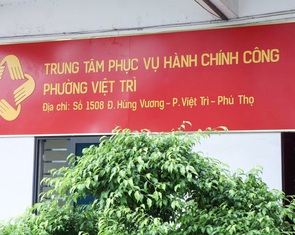 TRUNG TÂM PHỤC VỤ HÀNH CHÍNH CÔNG
PHƯỜNG VIỆT TRÌ
Địa chỉ: Số 1508 Đ. Hùng Vương - P. Việt Trì - Phú Thọ